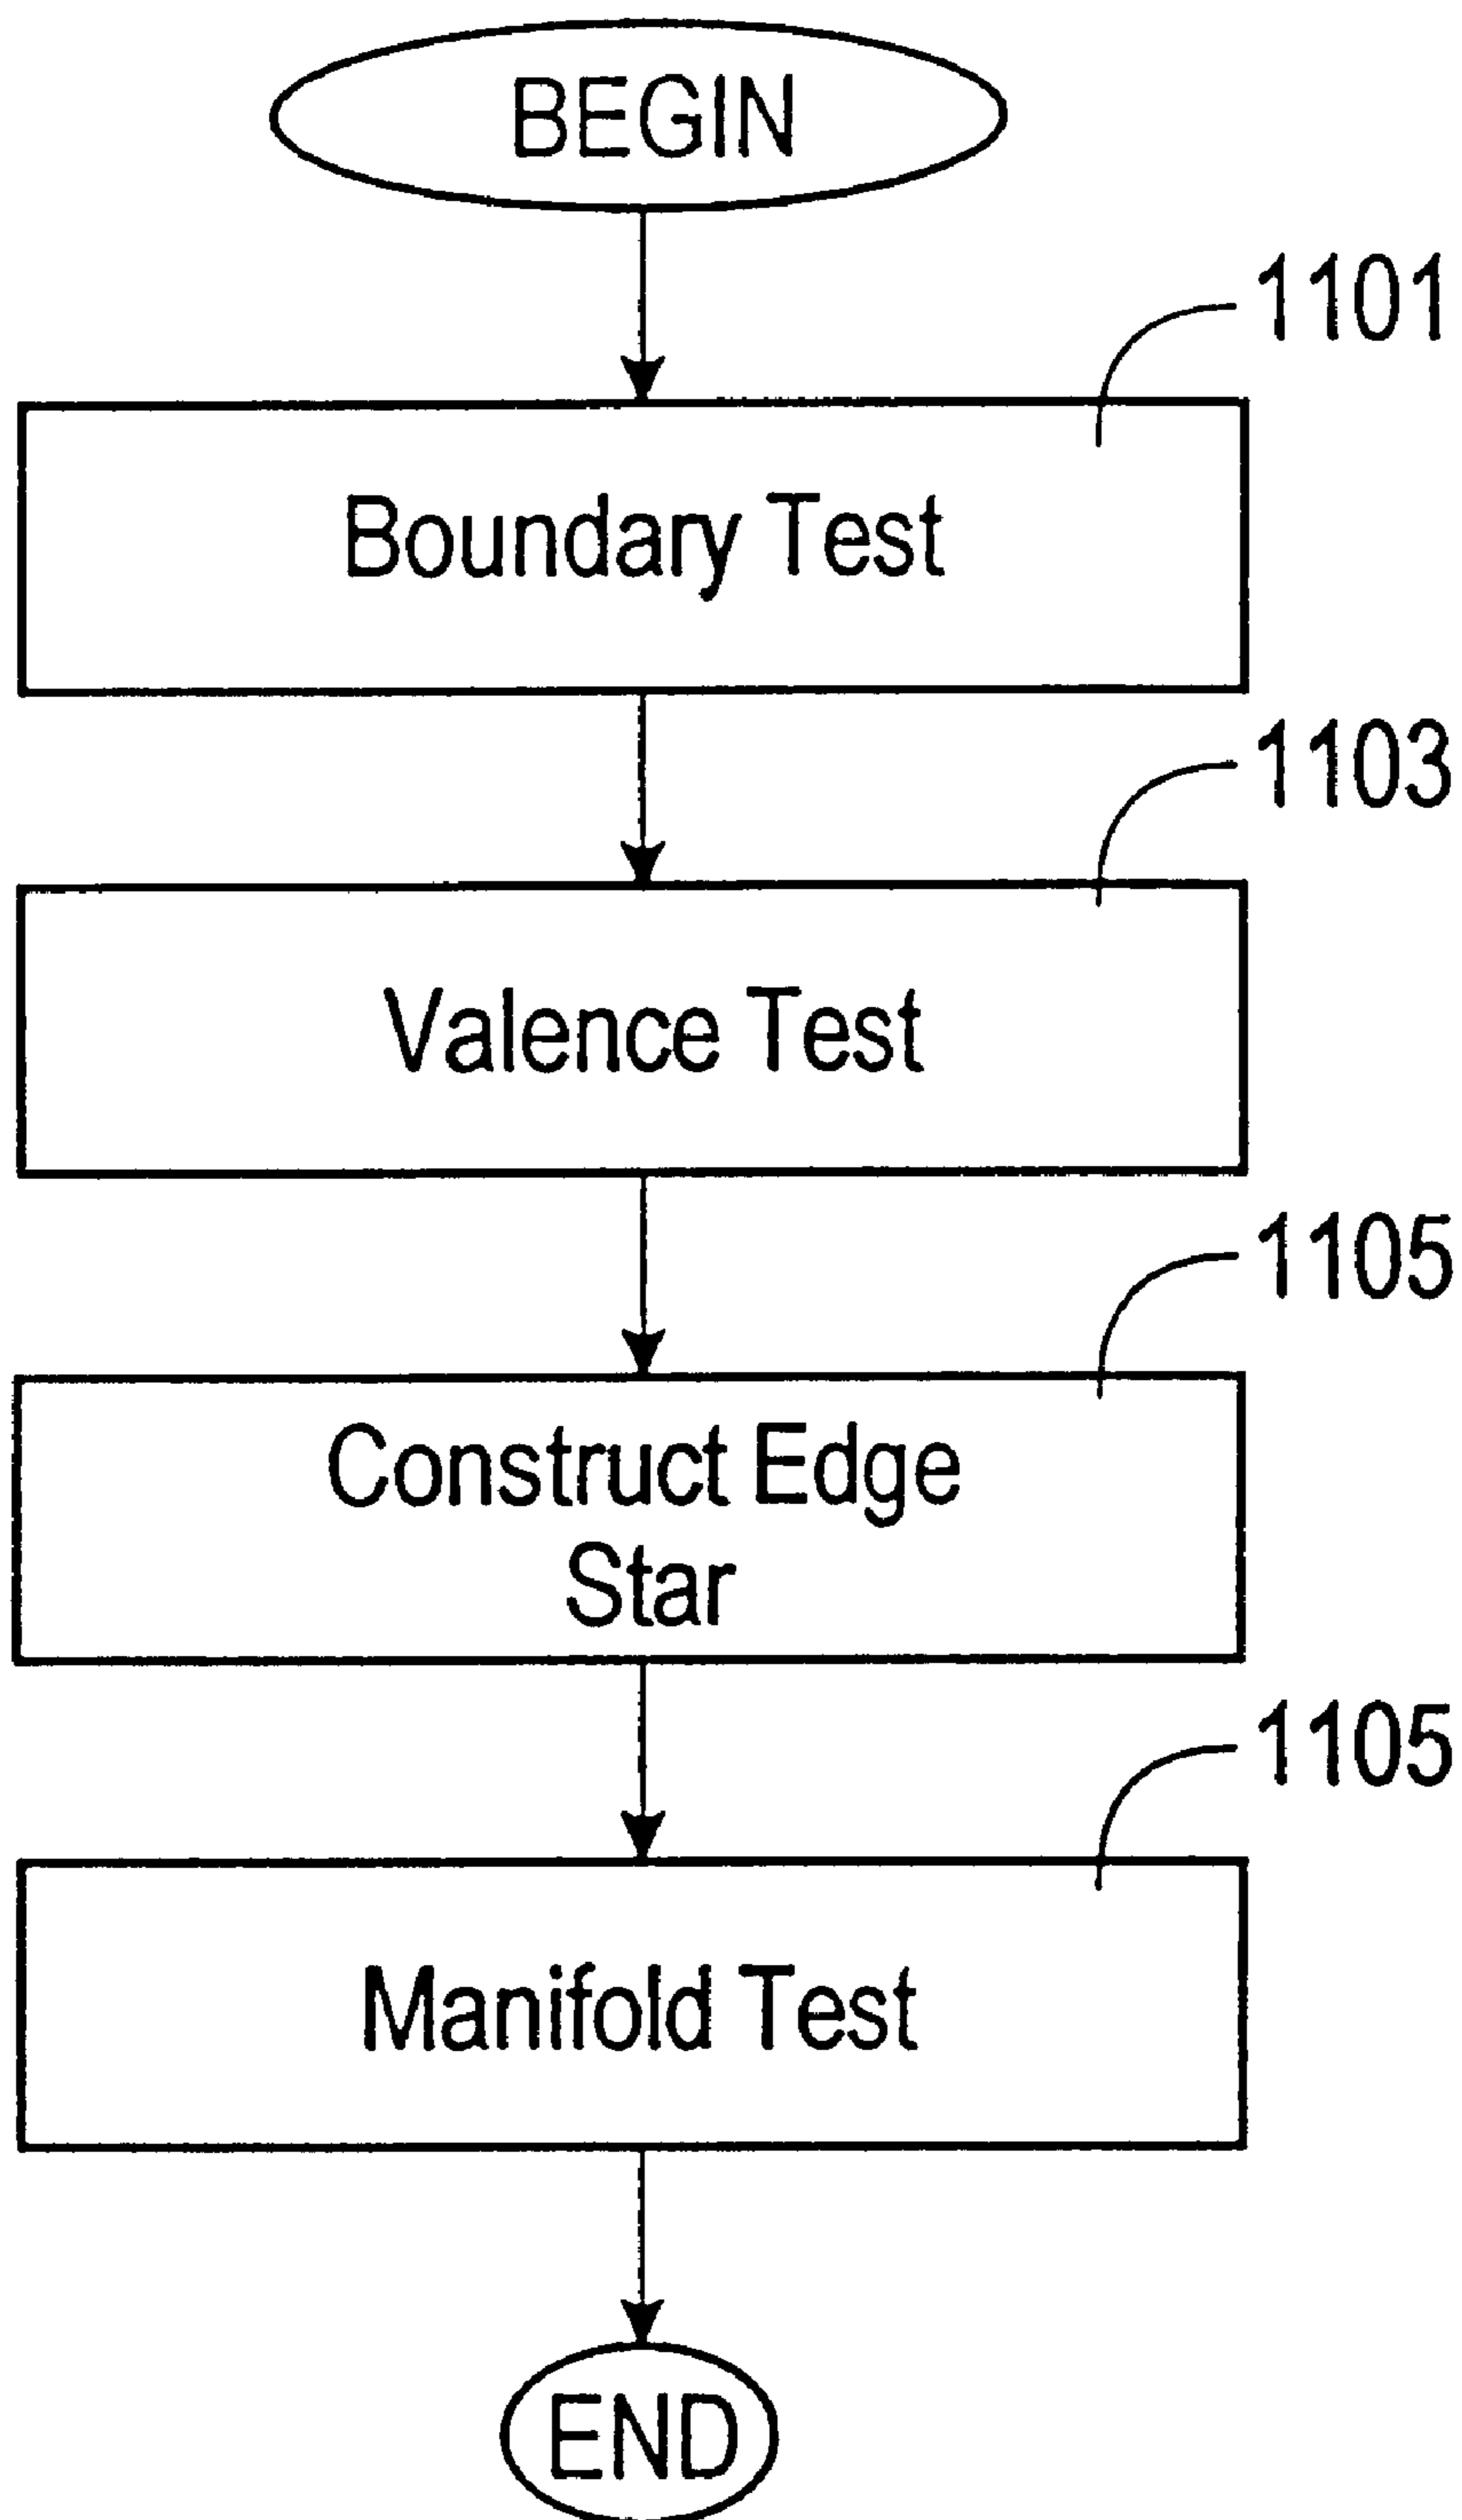 BEGIN
1101
Boundary Test
1103
Valence Test
1105
Construct Edge
Star
1105
Manifold Test
END